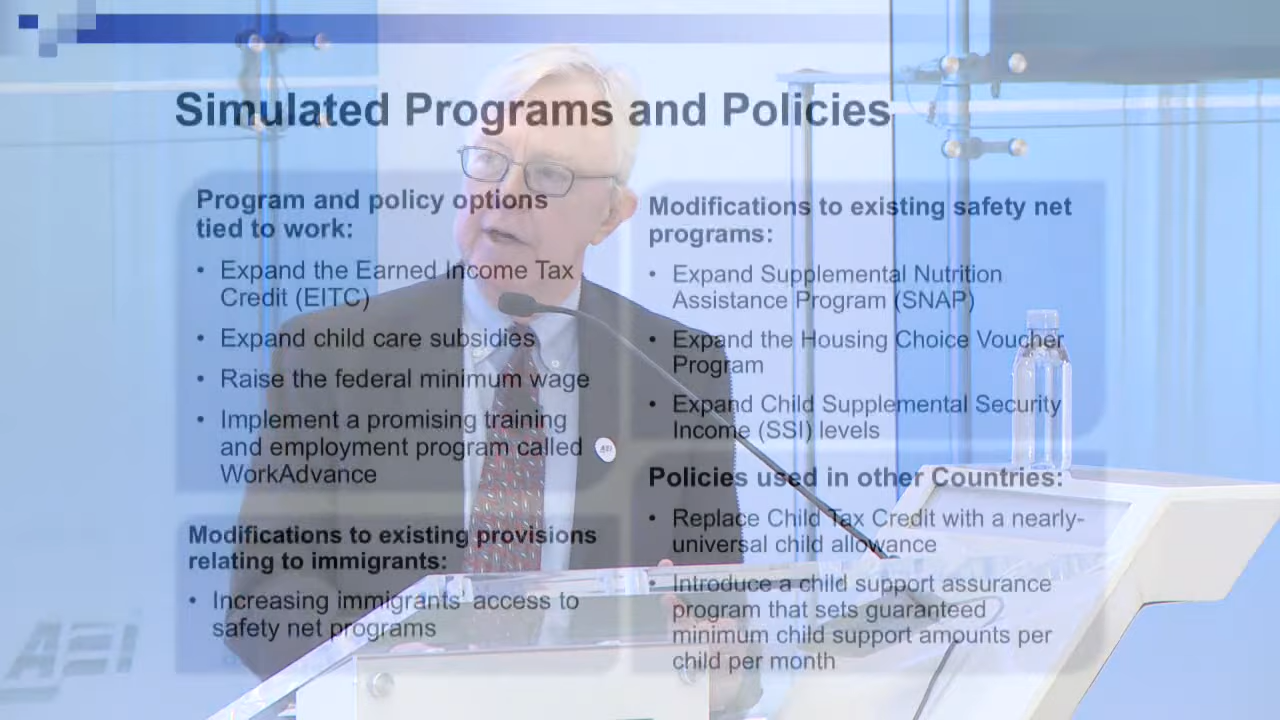 Simulated Programs and Policies
Program and policy options
tied to work:
• Expand the Earned Income Tax
Credit (EITC)
• Expand child care subsidies
• Raise the federal minimum wage
• Implement a promising training
and employment program called
WorkAdvance
Modifications to existing provisions
relating to immigrants:
• Increasing immigrants' access to
safety net programs
Modifications to existing safety net
programs:
• Expand Supplemental Nutrition
Assistance Program (SNAP)
• Expand the Housing Choice Voucher
Program
• Expand Child Supplemental Security
Income (SSI) levels
Policies used in other Countries:
• Replace Child Tax Credit with a nearly-
universal child allowance
• Introduce a child support assurance
program that sets guaranteed
minimum child support amounts per
child per month
AEI
AEI